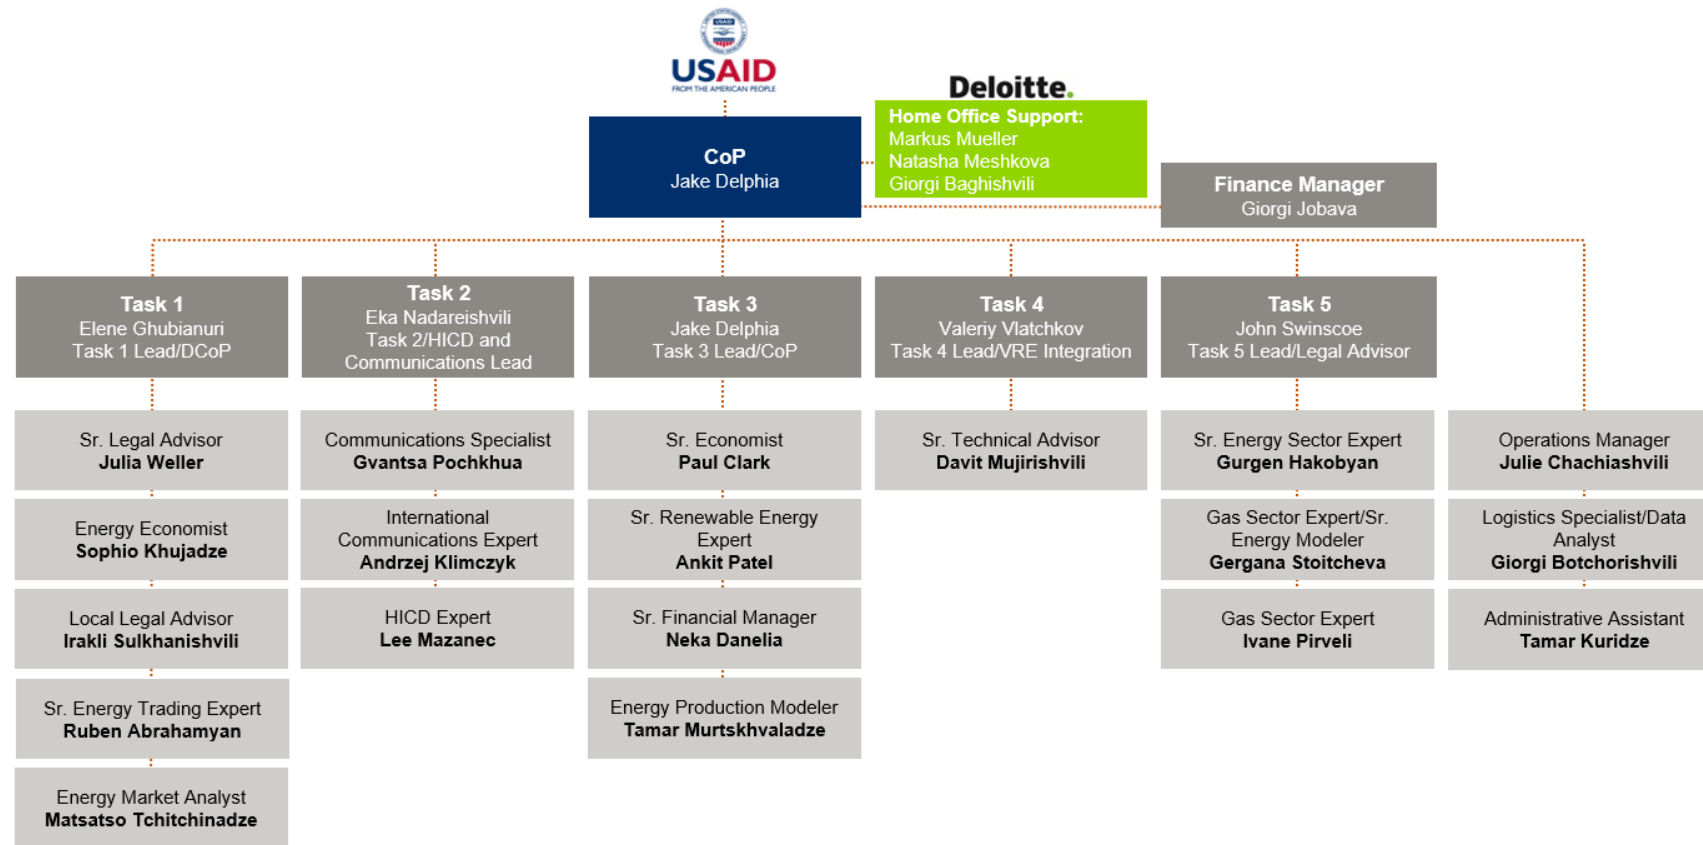 USAID
FROM THE AMERICAN PEOPLE
Deloitte.
Home Office Support:
Markus Mueller
Natasha Meshkova
Giorgi Baghishvili
CoP
Jake Delphia
Finance Manager
Giorgi Jobava
Task 1
Elene Ghubianuri
Task 1 Lead/DCoP
Task 2
Eka Nadareishvili
Task 2/HICD and
Communications Lead
Task 3
Jake Delphia
Task 3 Lead/CoP
Task 4
Valeriy Vlatchkov
Task 4 Lead/VRE Integration
Task 5
John Swinscoe
Task 5 Lead/Legal Advisor
Sr. Legal Advisor
Julia Weller
Energy Economist
Sophio Khujadze
Local Legal Advisor
Irakli Sulkhanishvili
Sr. Energy Trading Expert
Ruben Abrahamyan
Energy Market Analyst
Matsatso Tchitchinadze
Communications Specialist
Gvantsa Pochkhua
International
Communications Expert
Andrzej Klimczyk
HICD Expert
Lee Mazanec
Sr. Economist
Paul Clark
Sr. Renewable Energy
Expert
Ankit Patel
Sr. Financial Manager
Neka Danelia
Energy Production Modeler
Tamar Murtskhvaladze
Sr. Technical Advisor
Davit Mujirishvili
Sr. Energy Sector Expert
Gurgen Hakobyan
Gas Sector Expert/Sr.
Energy Modeler
Gergana Stoitcheva
Gas Sector Expert
Ivane Pirveli
Operations Manager
Julie Chachiashvili
Logistics Specialist/Data
Analyst
Giorgi Botchorishvili
Administrative Assistant
Tamar Kuridze